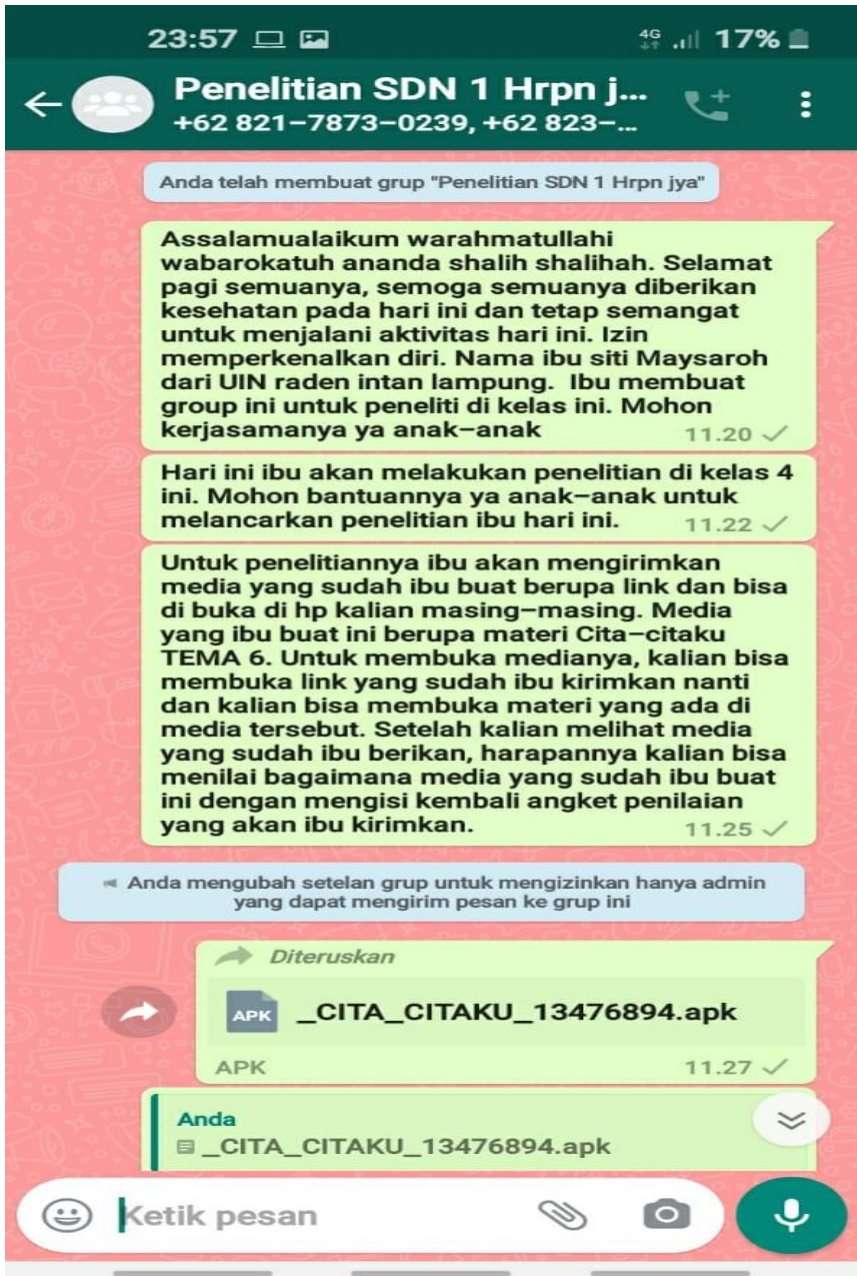 23:57 4G 17%
Penelitian SDN 1 Hrpn j...
+62 821-7873-0239, +62 823-...
Anda telah membuat grup "Penelitian SDN 1 Hrpn jya"
Assalamualaikum warahmatullahi
wabarokatuh ananda shalih shalihah. Selamat
pagi semuanya, semoga semuanya diberikan
kesehatan pada hari ini dan tetap semangat
untuk menjalani aktivitas hari ini. Izin
memperkenalkan diri. Nama ibu siti Maysaroh
dari UIN raden intan lampung. Ibu membuat
group ini untuk peneliti di kelas ini. Mohon
kerjasamanya ya anak-anak 11.20
Hari ini ibu akan melakukan penelitian di kelas 4
ini. Mohon bantuannya ya anak-anak untuk
melancarkan penelitian ibu hari ini. 11.22
Untuk penelitiannya ibu akan mengirimkan
media yang sudah ibu buat berupa link dan bisa
di buka di hp kalian masing-masing. Media
yang ibu buat ini berupa materi Cita-citaku
TEMA 6. Untuk membuka medianya, kalian bisa
membuka link yang sudah ibu kirimkan nanti
dan kalian bisa membuka materi yang ada di
media tersebut. Setelah kalian melihat media
yang sudah ibu berikan, harapannya kalian bisa
menilai bagaimana media yang sudah ibu buat
ini dengan mengisi kembali angket penilaian
yang akan ibu kirimkan. 11.25
Anda mengubah setelan grup untuk mengizinkan hanya admin
yang dapat mengirim pesan ke grup ini
Diteruskan
APK _CITA_CITAKU_13476894.apk
APK 11.27
Anda
_CITA_CITAKU_13476894.apk
Ketik pesan